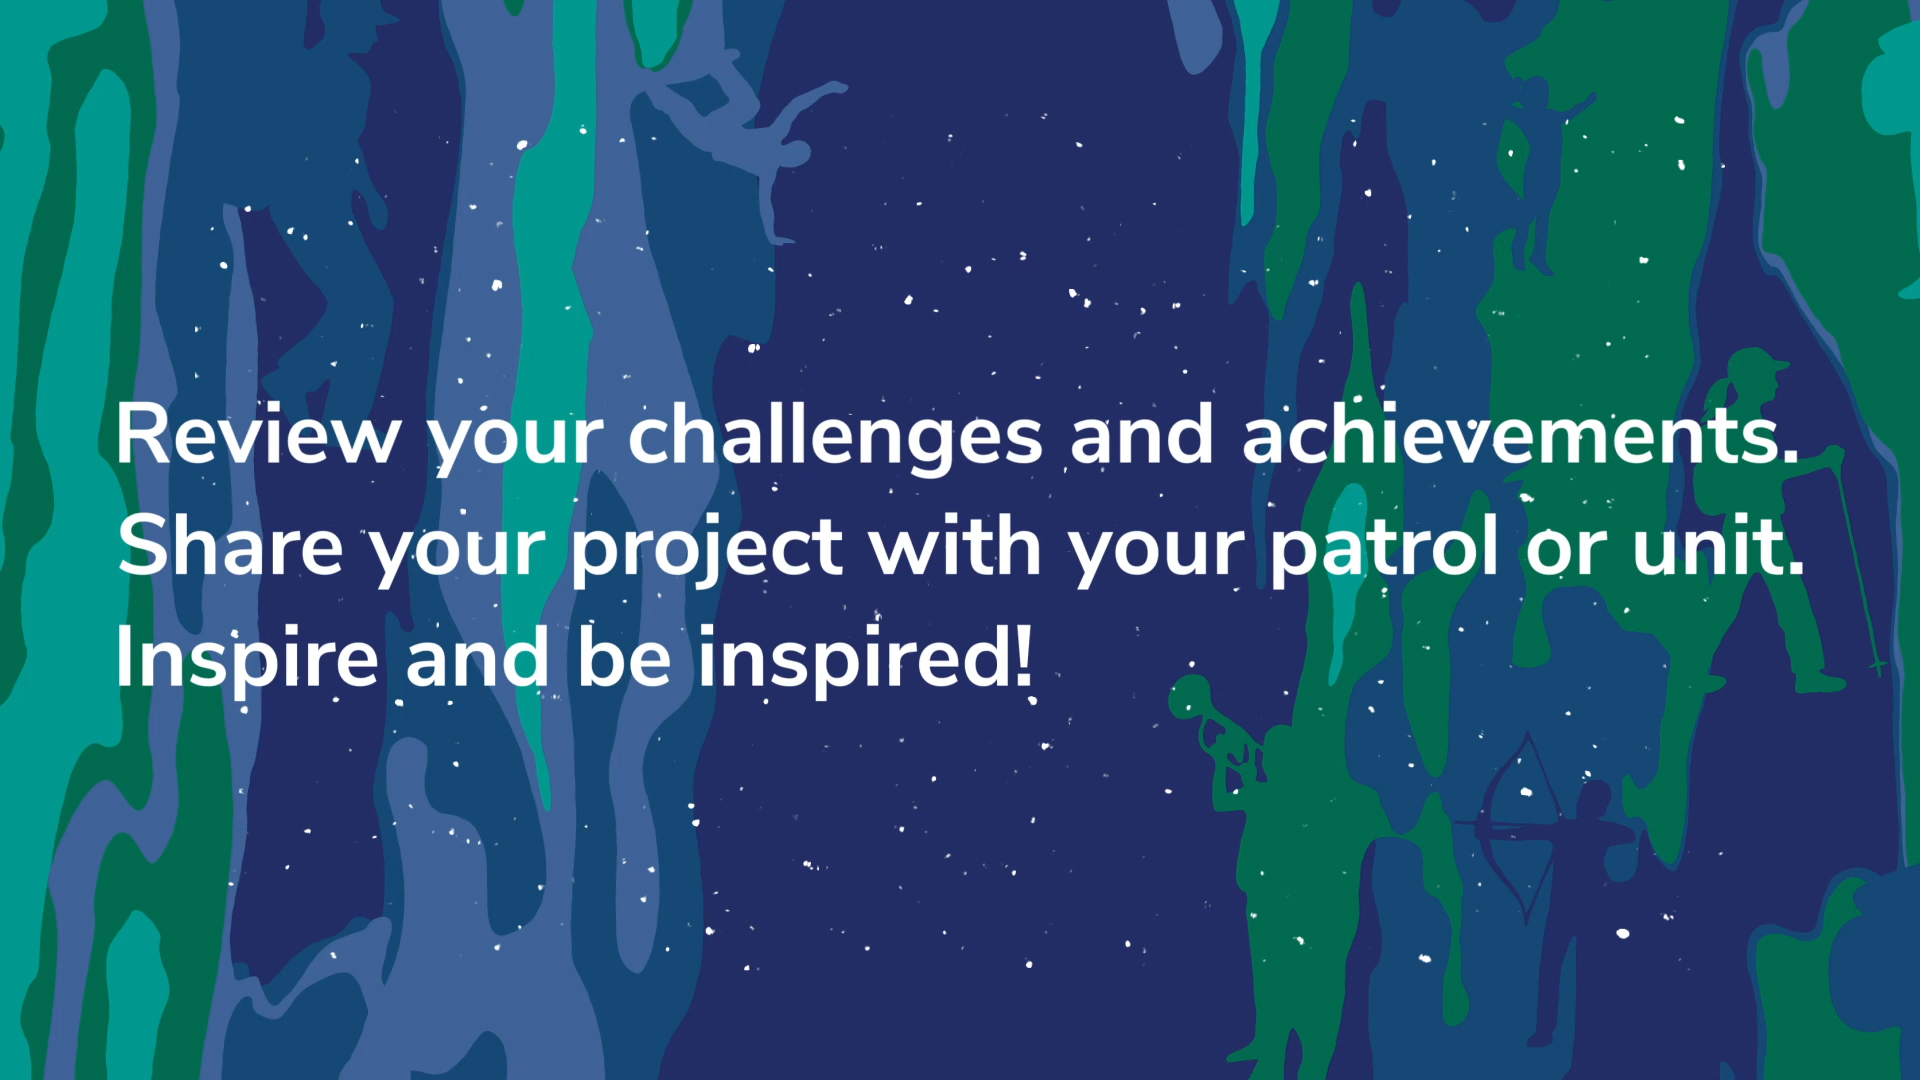 Review your challenges and achievements.
Share your project with your patrol or unit.
Inspire and be inspired!